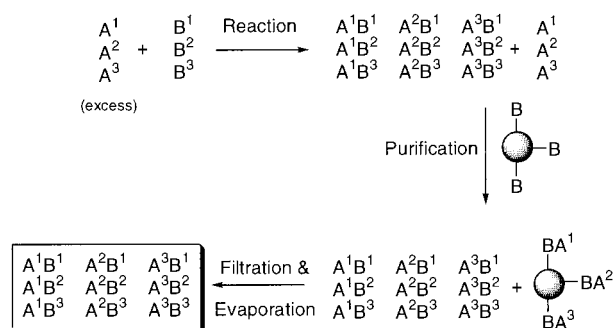 A¹ B¹ Reaction A¹B¹ A²B¹ A³B¹ A¹
A² + B² A¹B² A²B² A³B² + A²
A³ B³ A¹B³ A²B³ A³B³ A³
(excess)
B
Purification B
B
BA¹
A¹B¹ A²B¹ A³B¹ Filtration & A¹B¹ A²B¹ A³B¹
A¹B² A²B² A³B² A¹B² A²B² A³B² + BA²
A¹B³ A²B³ A³B³ Evaporation A¹B³ A²B³ A³B³
BA³